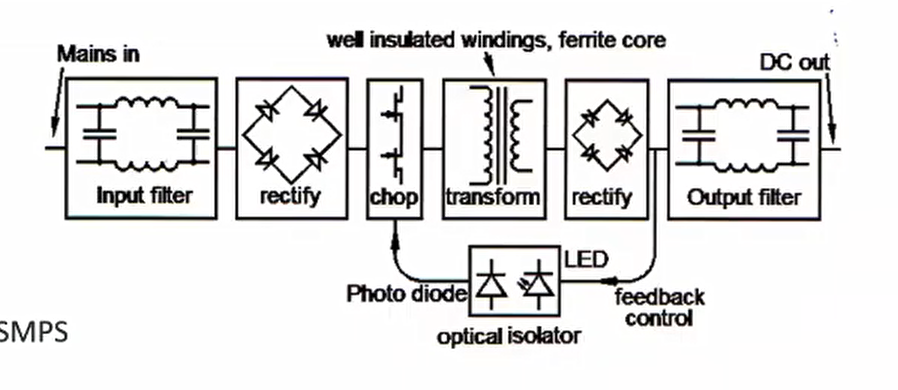 well insulated windings, ferrite core
Mains in
DC out
Input filter
rectify
chop
transform
rectify
Output filter
LED
Photo diode
feedback
control
optical isolator
SMPS